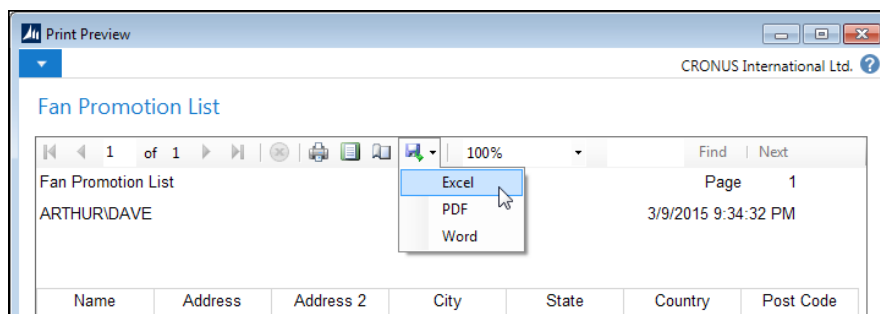 Print Preview
CRONUS International Ltd. ?
Fan Promotion List
1 of 1 100% Find | Next
Fan Promotion List Excel Page 1
ARTHUR\DAVE PDF 3/9/2015 9:34:32 PM
Word
Name Address Address 2 City State Country Post Code